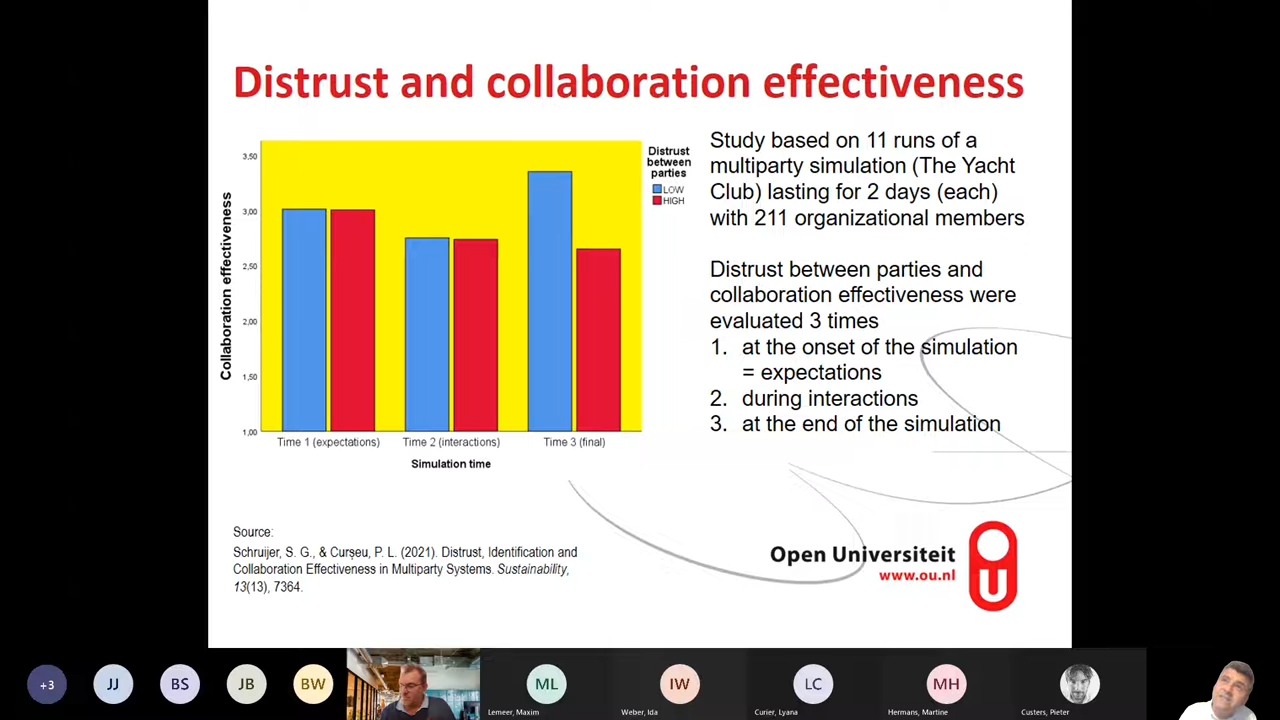 Distrust and collaboration effectiveness
3,50
3,00
2,50
2,00
1,50
1,00
Collaboration effectiveness
Time 1 (expectations)
Time 2 (interactions)
Time 3 (final)
Simulation time
Distrust
between
parties
LOW
HIGH
Study based on 11 runs of a
multiparty simulation (The Yacht
Club) lasting for 2 days (each)
with 211 organizational members
Distrust between parties and
collaboration effectiveness were
evaluated 3 times
1. at the onset of the simulation
= expectations
2. during interactions
3. at the end of the simulation
Source:
Schruijer, S. G., & Curșeu, P. L. (2021). Distrust, Identification and
Collaboration Effectiveness in Multiparty Systems. Sustainability,
13(13), 7364.
Open Universiteit
www.ou.nl
U
+3
JJ
BS
JB
BW
ML
Lemeer, Maxim
IW
Weber, Ida
LC
Curier, Lyana
MH
Hermans, Martine
Custers, Pieter